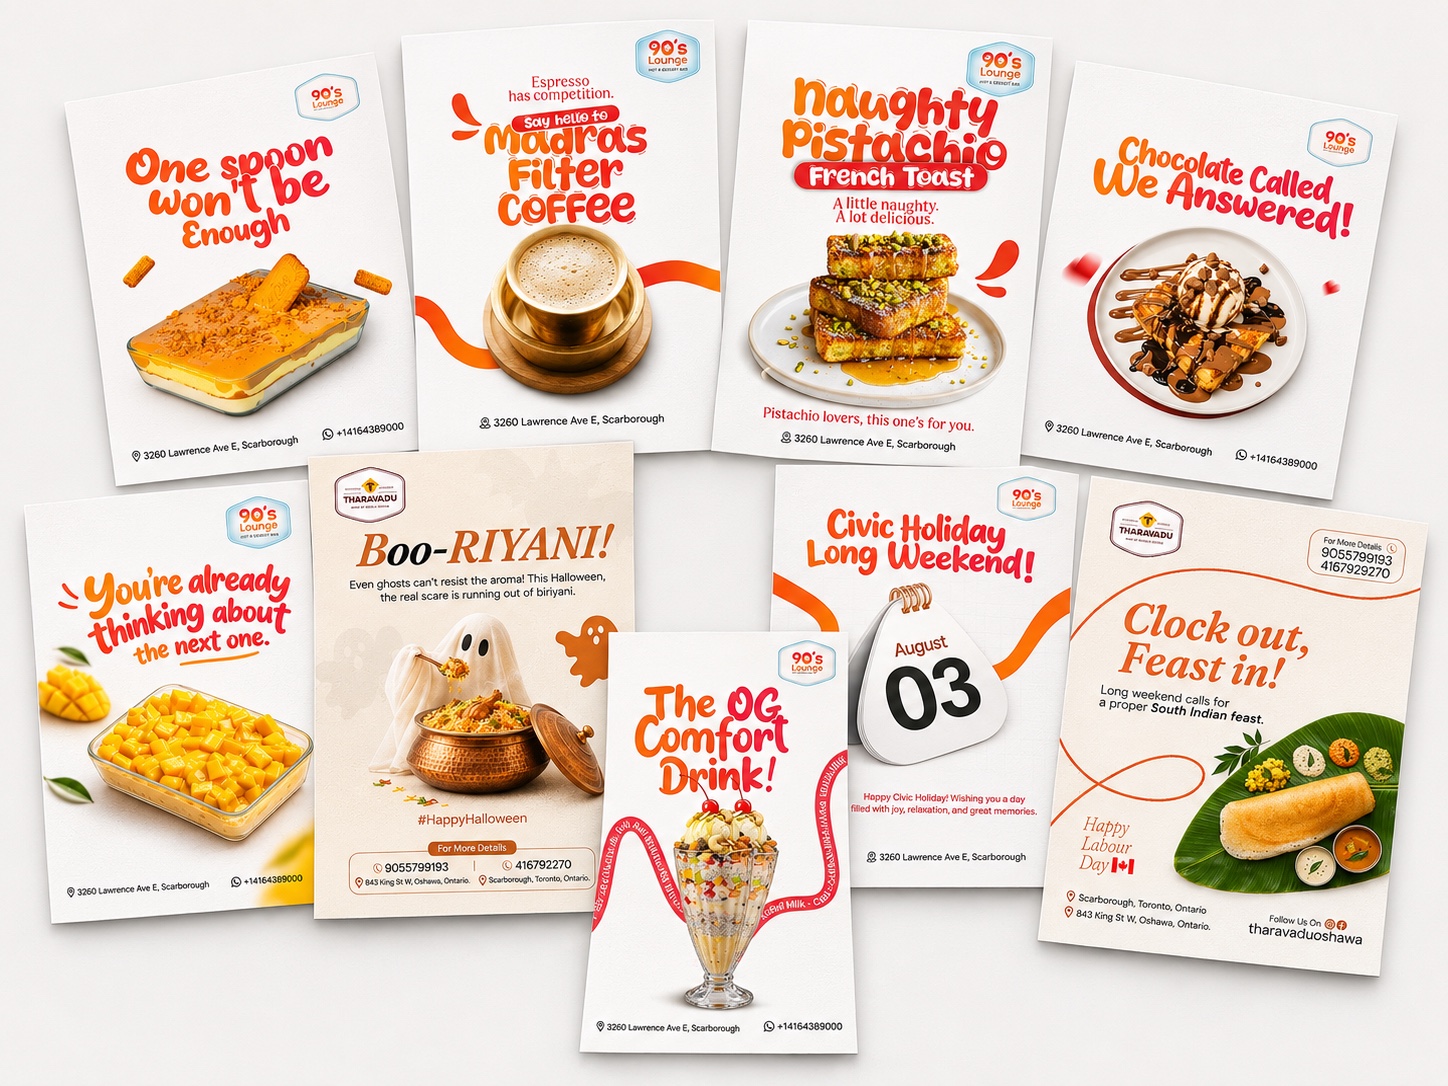 90's
Lounge
One spoon
won't be
Enough
3260 Lawrence Ave E, Scarborough
+14164389000
90's
Lounge
Espresso
has competition.
Say hello to
Madras
Filter
Coffee
3260 Lawrence Ave E, Scarborough
90's
Lounge
Naughty
Pistachio
French Toast
A little naughty.
A lot delicious.
Pistachio lovers, this one's for you.
3260 Lawrence Ave E, Scarborough
90's
Lounge
Chocolate Called
We Answered!
3260 Lawrence Ave E, Scarborough
+14164389000
90's
Lounge
You're already
thinking about
the next one.
3260 Lawrence Ave E, Scarborough
+14164389000
THARAVADU
Boo-RIYANI!
Even ghosts can't resist the aroma! This Halloween,
the real scare is running out of biriyani.
#HappyHalloween
For More Details
9055799193
416792270
843 King St W, Oshawa, Ontario.
Scarborough, Toronto, Ontario.
90's
Lounge
The OG
Comfort
Drink!
3260 Lawrence Ave E, Scarborough
+14164389000
90's
Lounge
Civic Holiday
Long Weekend!
August
03
Happy Civic Holiday! Wishing you a day
filled with joy, relaxation, and great memories.
3260 Lawrence Ave E, Scarborough
THARAVADU
For More Details
9055799193
4167929270
Clock out,
Feast in!
Long weekend calls for
a proper South Indian feast.
Happy
Labour
Day
Scarborough, Toronto, Ontario
843 King St W, Oshawa, Ontario.
Follow Us On
tharavaduoshawa